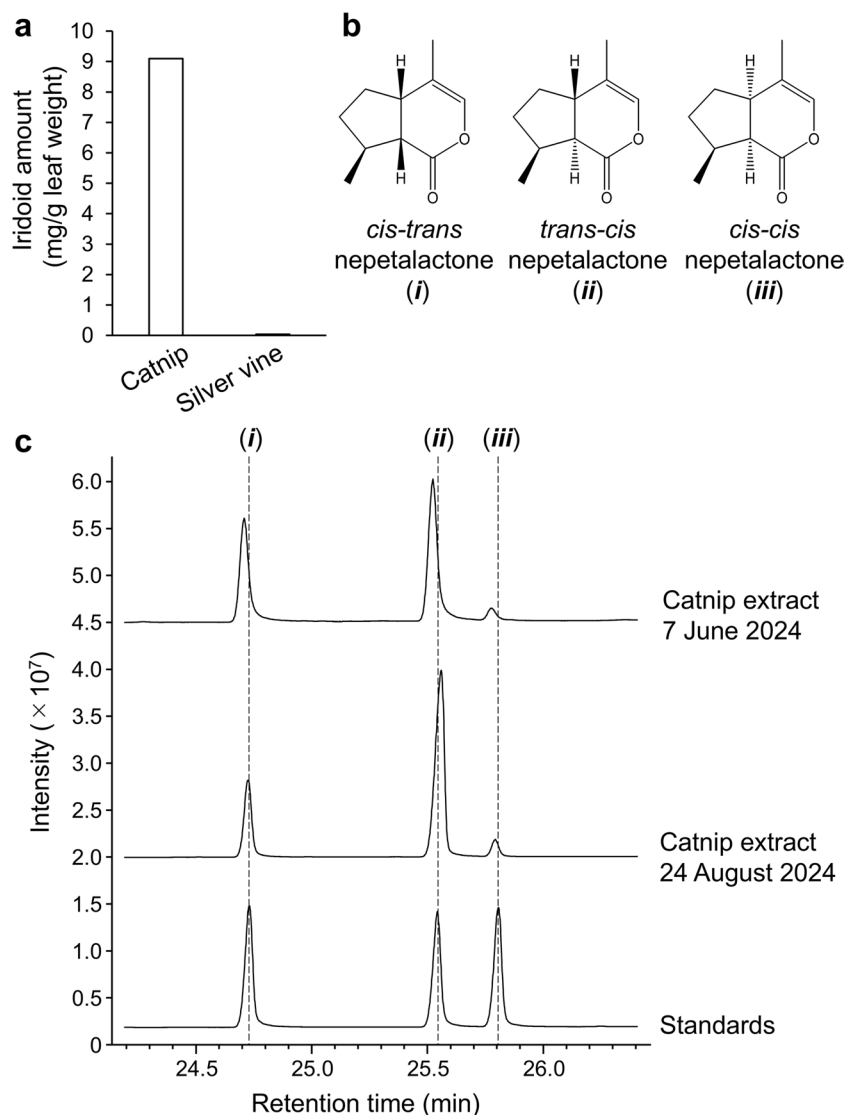 a
Iridoid amount
(mg/g leaf weight)
10
9
8
7
6
5
4
3
2
1
0
Catnip
Silver vine
b
H
H
O
O
cis-trans
nepetalactone
(i)
H
H
O
O
trans-cis
nepetalactone
(ii)
H
H
O
O
cis-cis
nepetalactone
(iii)
c
(i) (ii) (iii)
Intensity (×10⁷)
6.0
5.5
5.0
4.5
4.0
3.5
3.0
2.5
2.0
1.5
1.0
0.5
0
Catnip extract
7 June 2024
Catnip extract
24 August 2024
Standards
24.5 25.0 25.5 26.0
Retention time (min)